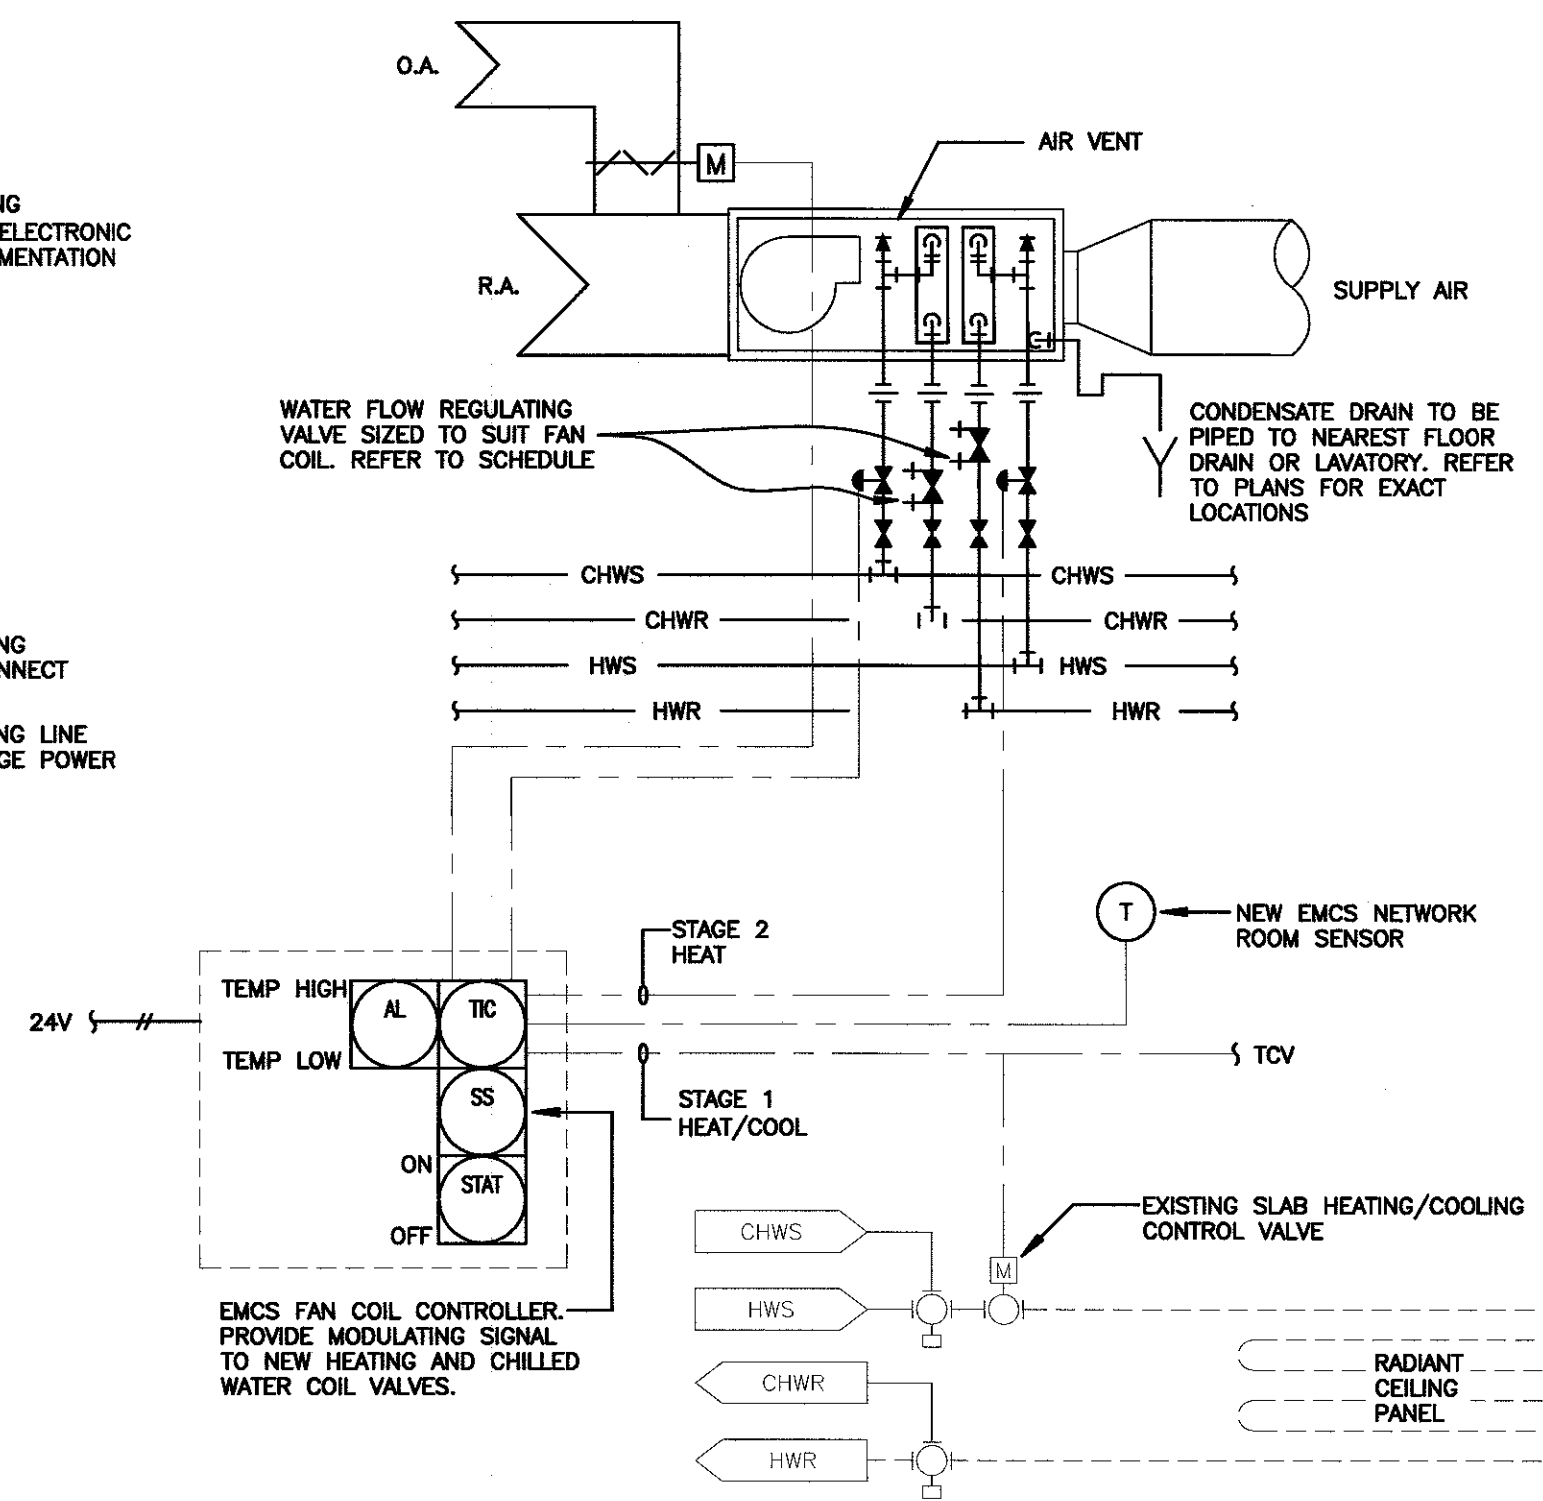 O.A.
M
AIR VENT
NG
ELECTRONIC
MENTATION
R.A.
SUPPLY AIR
WATER FLOW REGULATING
VALVE SIZED TO SUIT FAN
COIL. REFER TO SCHEDULE
CONDENSATE DRAIN TO BE
PIPED TO NEAREST FLOOR
DRAIN OR LAVATORY. REFER
TO PLANS FOR EXACT
LOCATIONS
CHWS
CHWS
CHWR
CHWR
HWS
HWS
HWR
HWR
NG
NNECT
NG LINE
GE POWER
T
NEW EMCS NETWORK
ROOM SENSOR
STAGE 2
HEAT
TEMP HIGH
AL
TIC
24V
TEMP LOW
TCV
SS
STAGE 1
HEAT/COOL
ON
STAT
OFF
EXISTING SLAB HEATING/COOLING
CONTROL VALVE
CHWS
M
HWS
EMCS FAN COIL CONTROLLER.
PROVIDE MODULATING SIGNAL
TO NEW HEATING AND CHILLED
WATER COIL VALVES.
CHWR
RADIANT
CEILING
PANEL
HWR